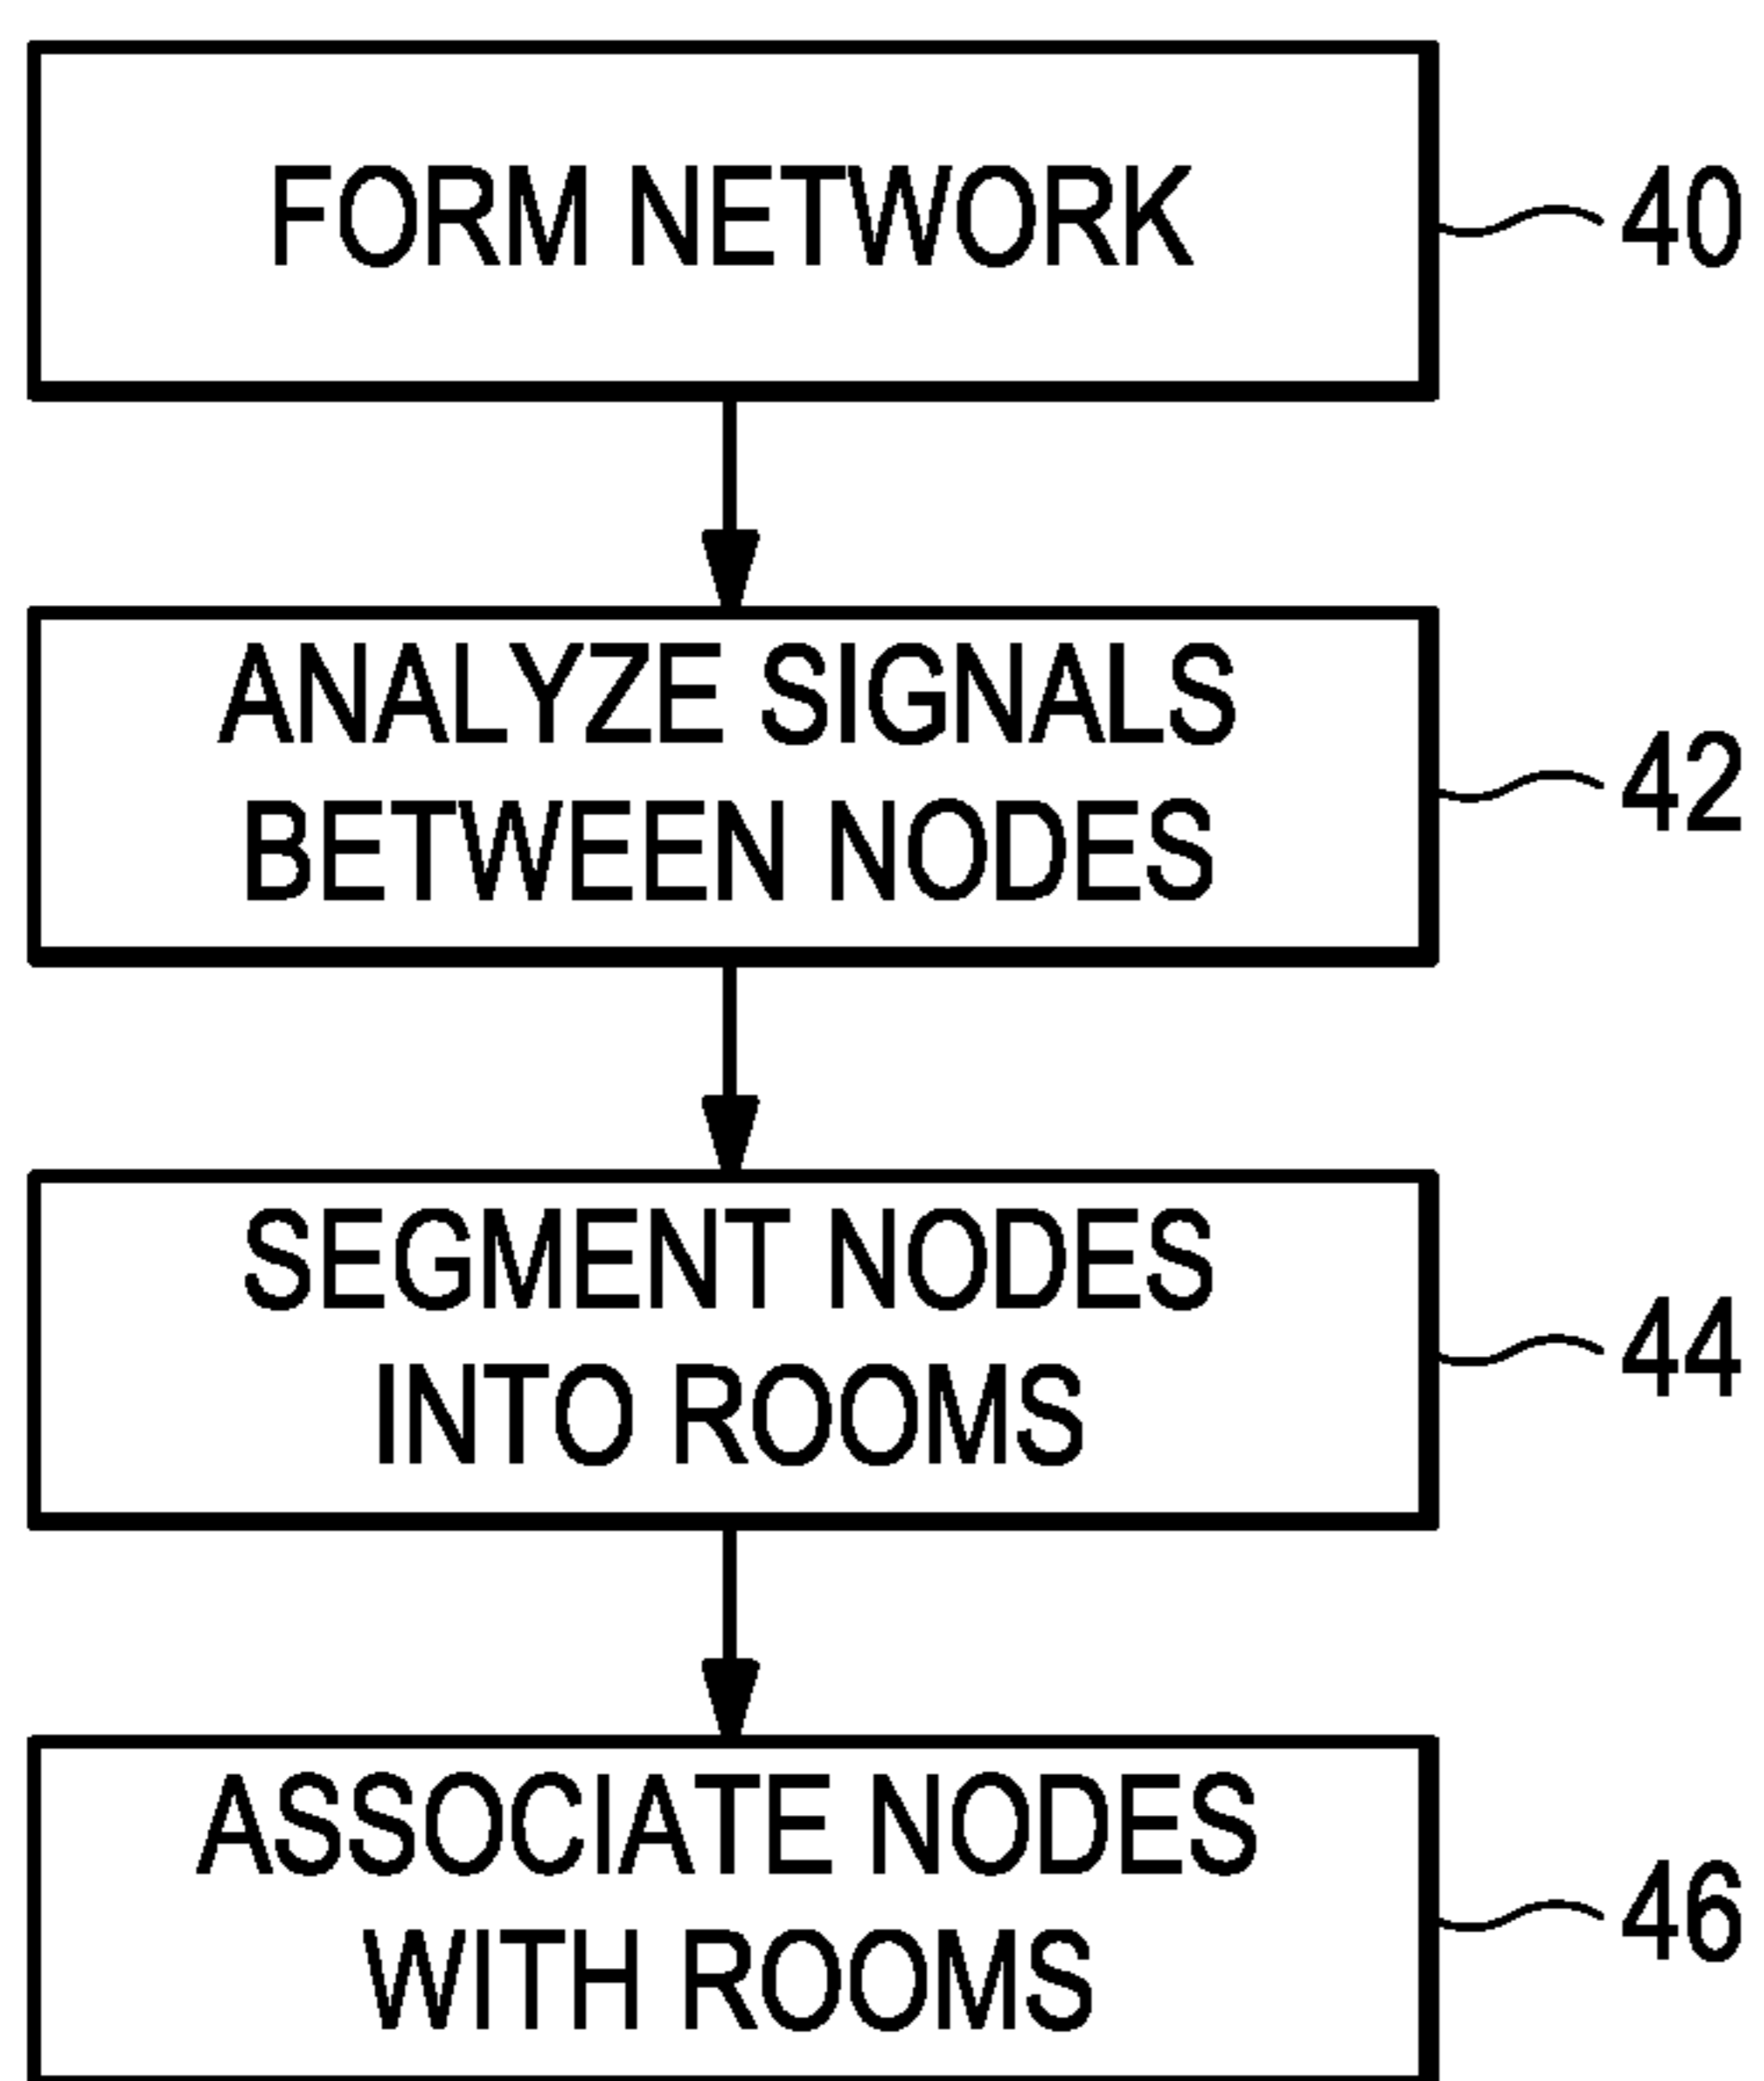 FORM NETWORK
40
ANALYZE SIGNALS
BETWEEN NODES
42
SEGMENT NODES
INTO ROOMS
44
ASSOCIATE NODES
WITH ROOMS
46